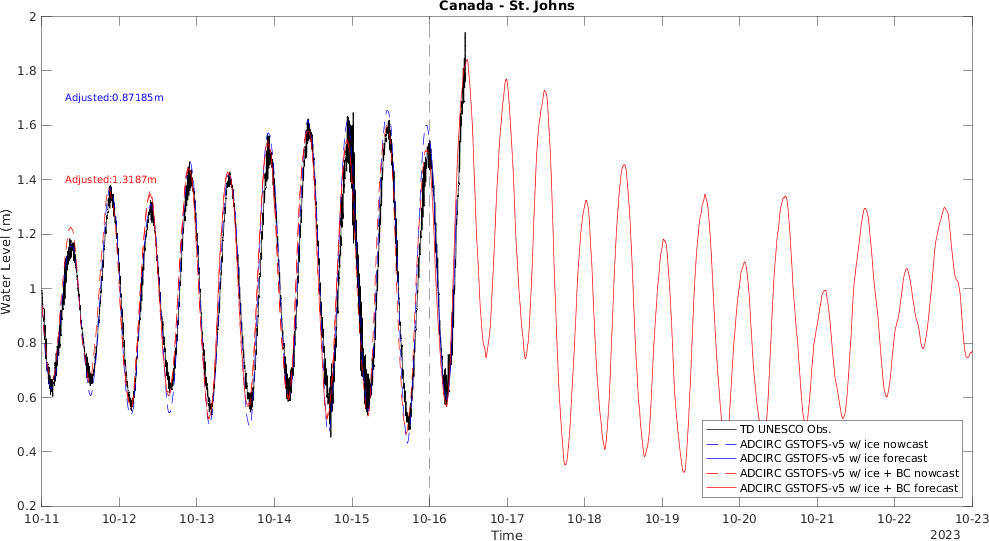 Canada - St. Johns
2
1.8
1.6
1.4
1.2
1
0.8
0.6
0.4
0.2
Water Level (m)
Adjusted:0.87185m
Adjusted:1.3187m
TD UNESCO Obs.
ADCIRC GSTOFS-v5 w/ ice nowcast
ADCIRC GSTOFS-v5 w/ ice forecast
ADCIRC GSTOFS-v5 w/ ice + BC nowcast
ADCIRC GSTOFS-v5 w/ ice + BC forecast
10-11 10-12 10-13 10-14 10-15 10-16 10-17 10-18 10-19 10-20 10-21 10-22 10-23
Time
2023